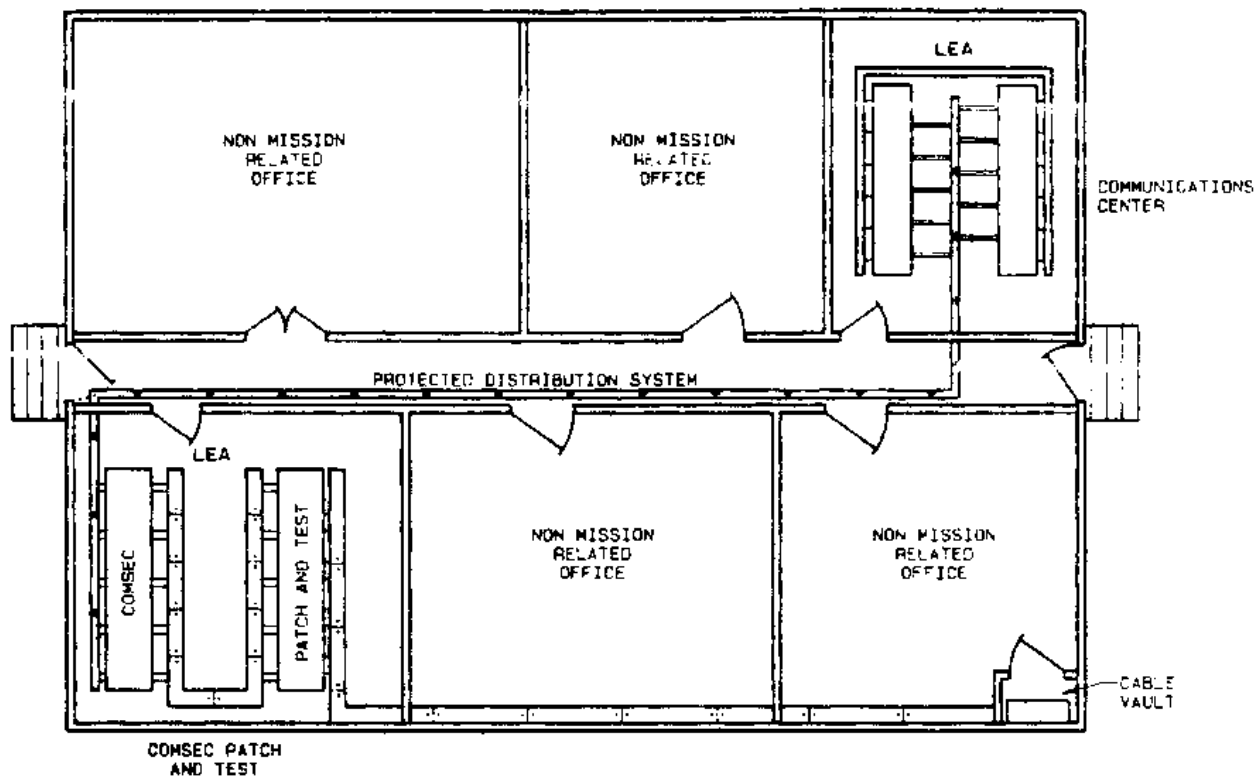 LEA
NON MISSION
RELATED
OFFICE
NON MISSION
RELATED
OFFICE
COMMUNICATIONS
CENTER
PROTECTED DISTRIBUTION SYSTEM
LEA
COMSEC
PATCH AND TEST
NON MISSION
RELATED
OFFICE
NON MISSION
RELATED
OFFICE
CABLE
VAULT
COMSEC PATCH
AND TEST